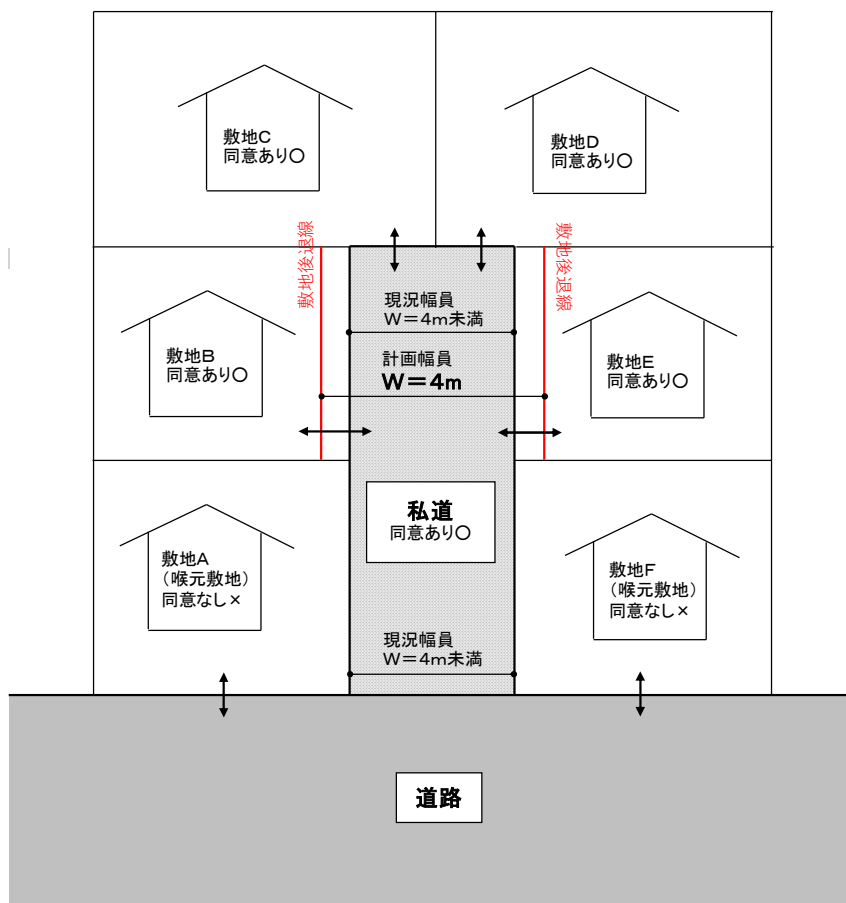 敷地C
同意あり○
敷地D
同意あり○
敷地後退線
敷地後退線
現況幅員
W=4m未満
計画幅員
W=4m
敷地B
同意あり○
敷地E
同意あり○
私道
同意あり○
敷地A
(喉元敷地)
同意なし×
敷地F
(喉元敷地)
同意なし×
現況幅員
W=4m未満
道路